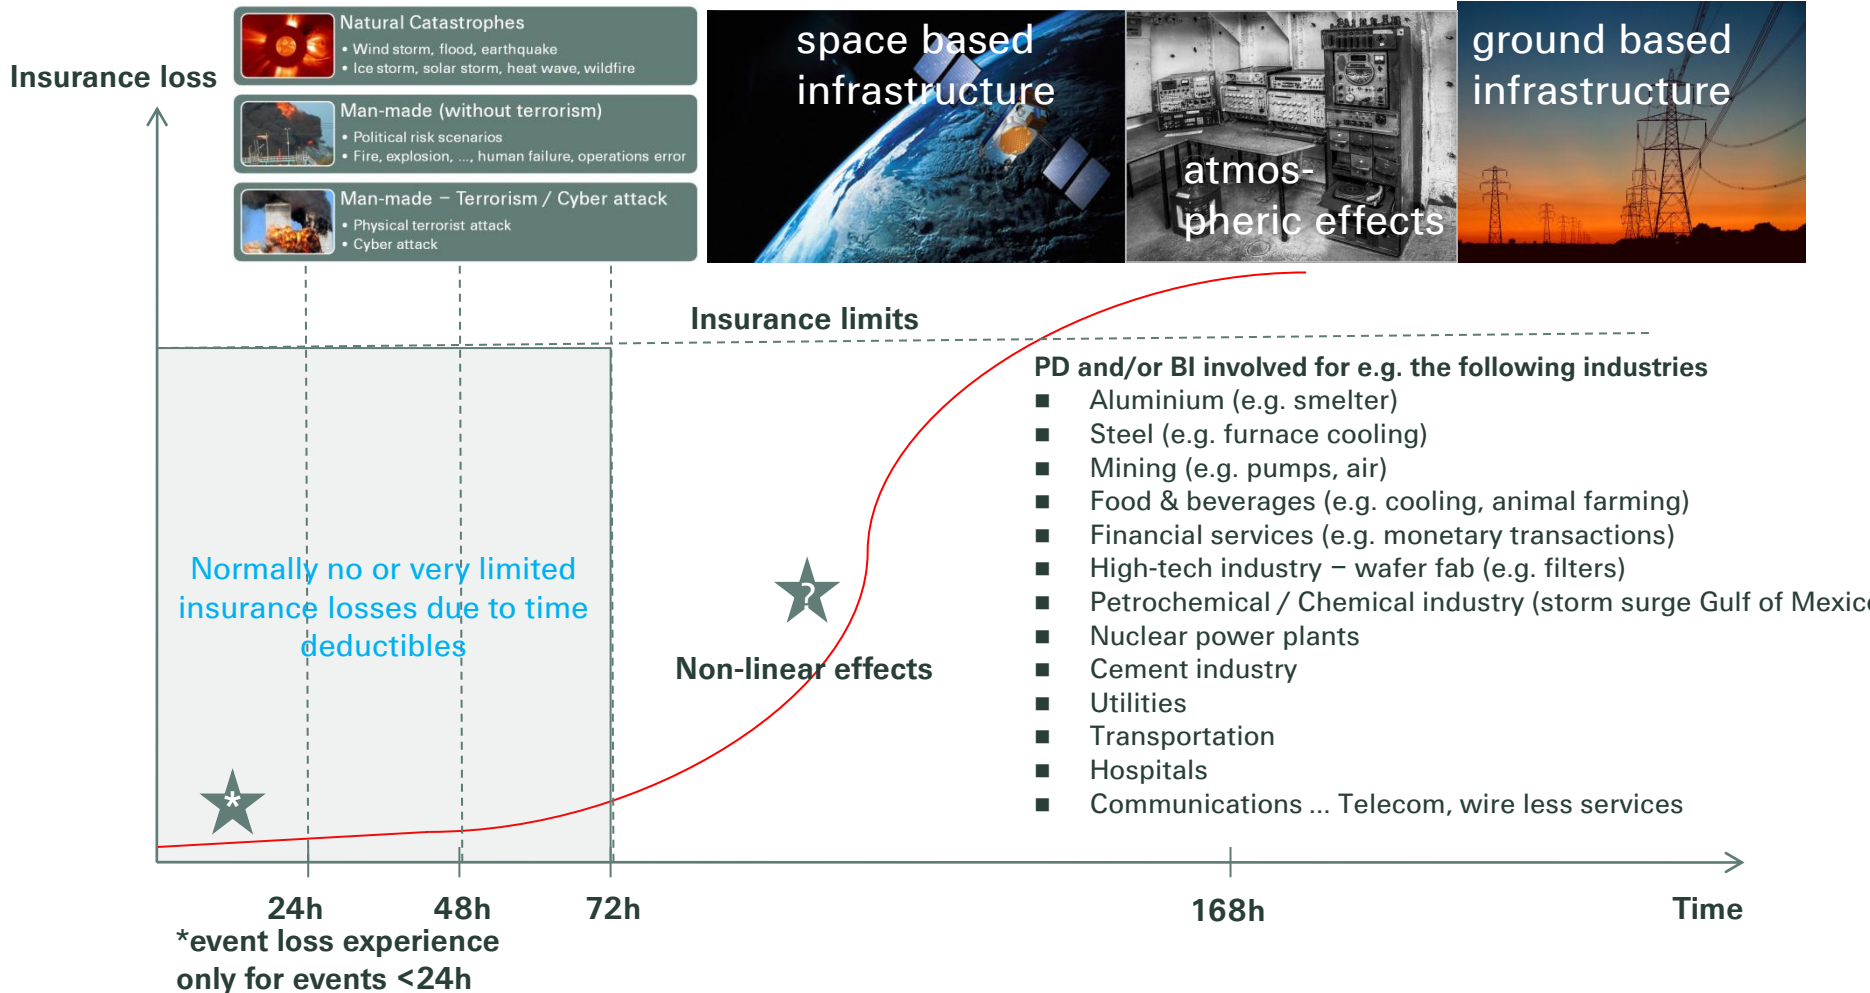 Natural Catastrophes
• Wind storm, flood, earthquake
• Ice storm, solar storm, heat wave, wildfire
Man-made (without terrorism)
• Political risk scenarios
• Fire, explosion, ..., human failure, operations error
Man-made – Terrorism / Cyber attack
• Physical terrorist attack
• Cyber attack
space based
infrastructure
atmos-
pheric effects
ground based
infrastructure
Insurance loss
Insurance limits
PD and/or BI involved for e.g. the following industries
■ Aluminium (e.g. smelter)
■ Steel (e.g. furnace cooling)
■ Mining (e.g. pumps, air)
■ Food & beverages (e.g. cooling, animal farming)
■ Financial services (e.g. monetary transactions)
■ High-tech industry – wafer fab (e.g. filters)
■ Petrochemical / Chemical industry (storm surge Gulf of Mexico
■ Nuclear power plants
■ Cement industry
■ Utilities
■ Transportation
■ Hospitals
■ Communications ... Telecom, wire less services
Normally no or very limited
insurance losses due to time
deductibles
?
Non-linear effects
*
24h
48h
72h
168h
Time
*event loss experience
only for events <24h